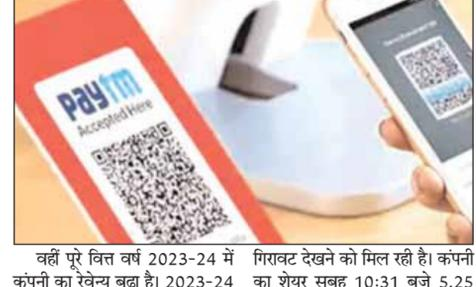 paytm
Accepted Here
वहीं पूरे वित्त वर्ष 2023-24 में
कंपनी का रेवेन्यू बढ़ा है। 2023-24
गिरावट देखने को मिल रही है। कंपनी
का शेयर सुबह 10:31 बजे 5.25